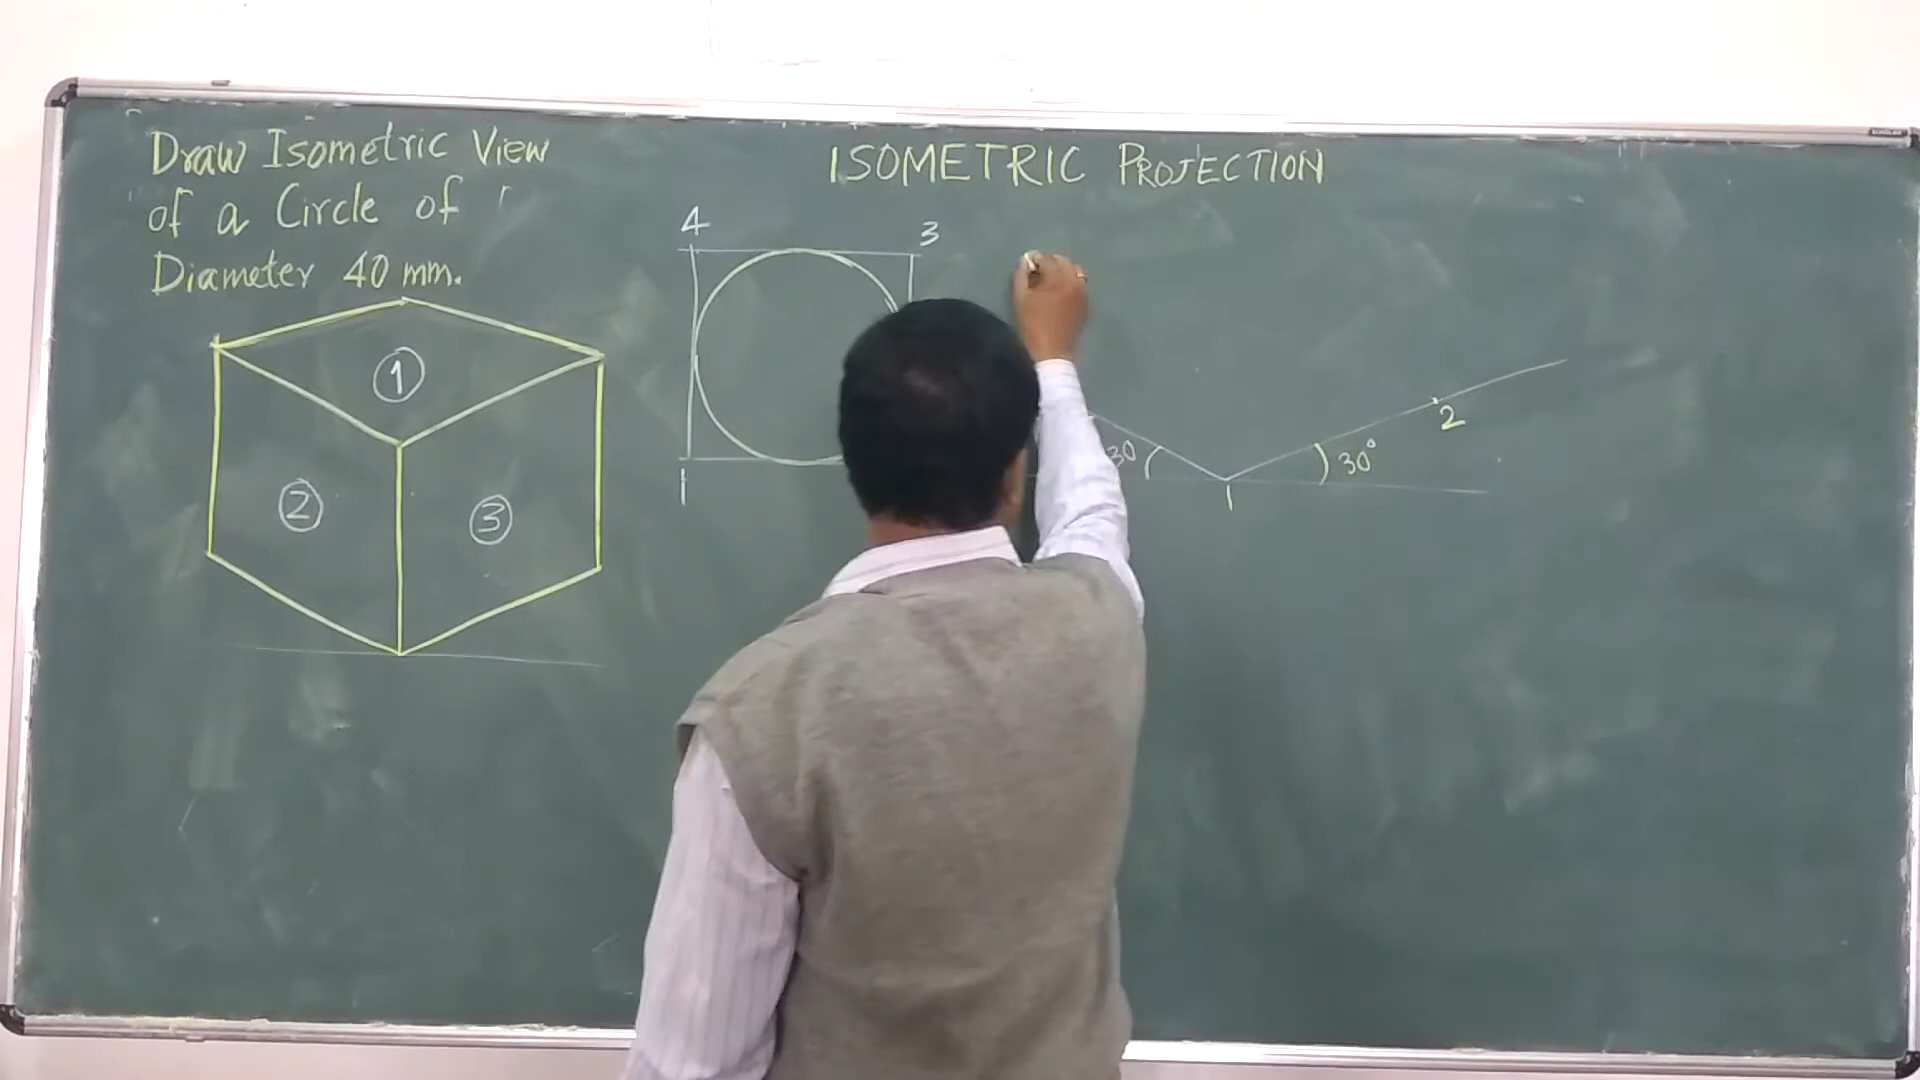 Draw Isometric View
of a Circle of
Diameter 40 mm.
ISOMETRIC PROJECTION
4
3
1
①
②
③
30
30°
2
1